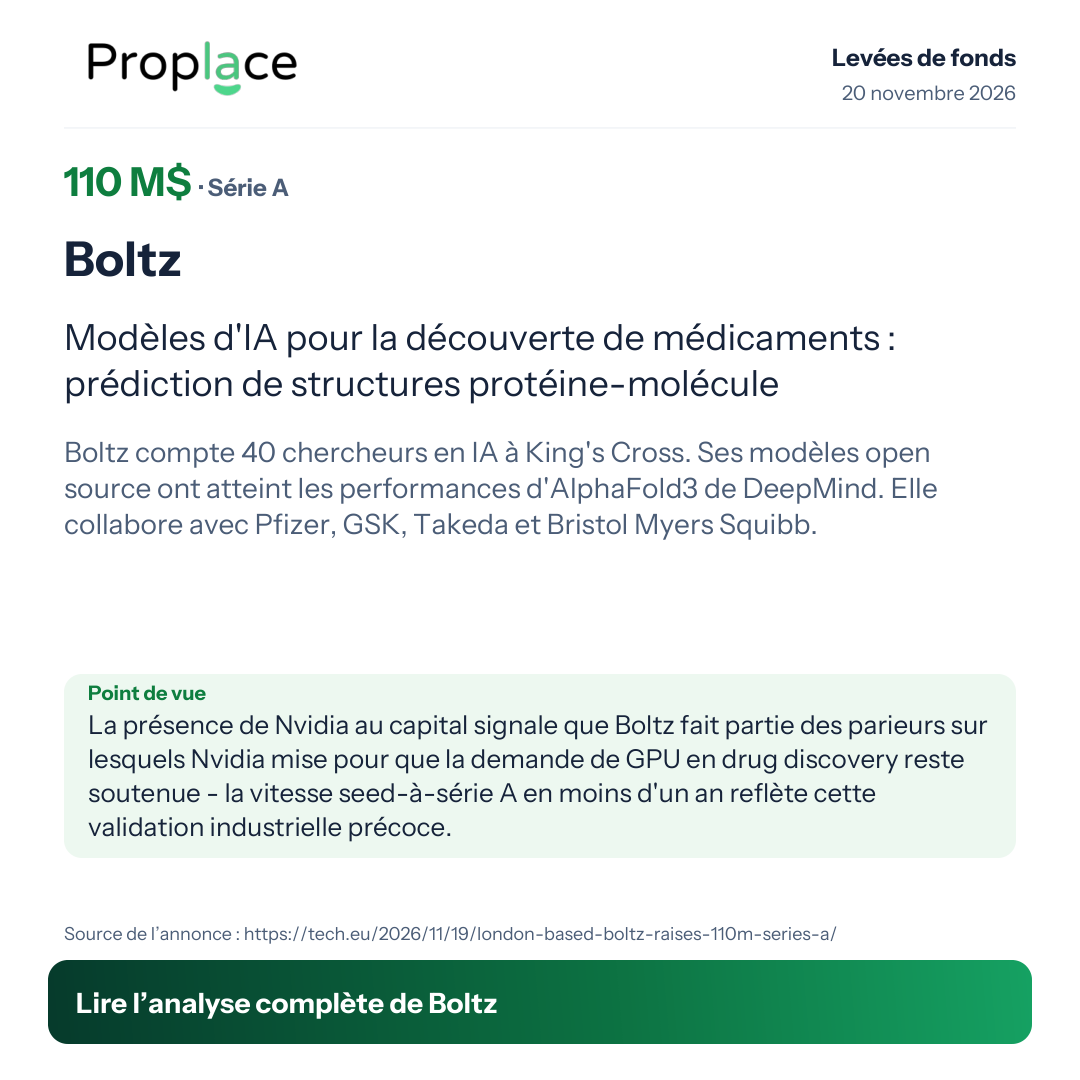 Proplace
Levées de fonds
20 novembre 2026
110 M$ · Série A
Boltz
Modèles d'IA pour la découverte de médicaments :
prédiction de structures protéine-molécule
Boltz compte 40 chercheurs en IA à King's Cross. Ses modèles open
source ont atteint les performances d'AlphaFold3 de DeepMind. Elle
collabore avec Pfizer, GSK, Takeda et Bristol Myers Squibb.
Point de vue
La présence de Nvidia au capital signale que Boltz fait partie des parieurs sur
lesquels Nvidia mise pour que la demande de GPU en drug discovery reste
soutenue - la vitesse seed-à-série A en moins d'un an reflète cette
validation industrielle précoce.
Source de l’annonce : https://tech.eu/2026/11/19/london-based-boltz-raises-110m-series-a/
Lire l’analyse complète de Boltz